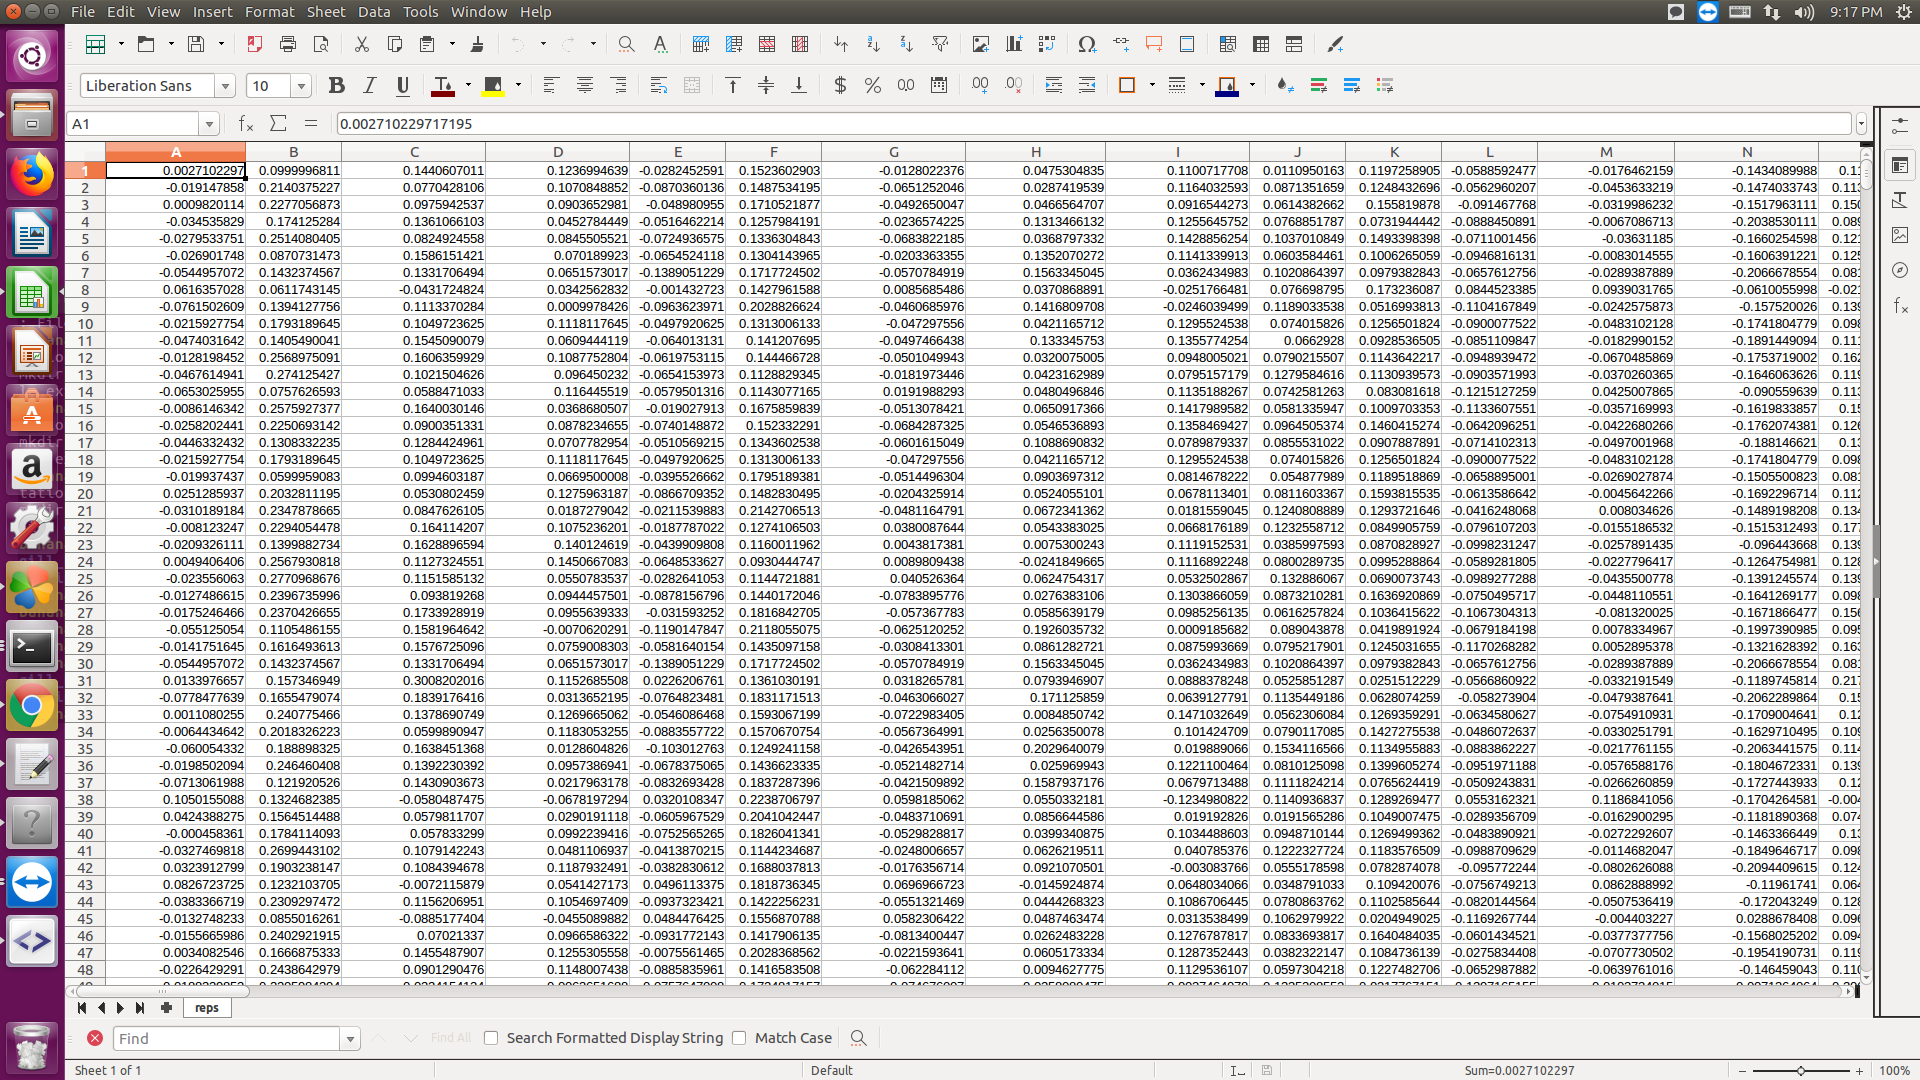 File Edit View Insert Format Sheet Data Tools Window Help 9:17 PM
Liberation Sans 10
A1 0.002710229717195
A B C D E F G H I J K L M N
1 0.0027102297 0.0999996811 0.1440607011 0.1236994639 -0.0282452591 0.1523602903 -0.0128022376 0.0475304835 0.1100717708 0.0110950163 0.1197258905 -0.0588592477 -0.0176462159 -0.1434089988
2 -0.019147858 0.2140375227 0.0770428106 0.1070848852 -0.0870360136 0.1487534195 -0.0651252046 0.0287419539 0.1164032593 0.0871351659 0.1248432696 -0.0562960207 -0.0453633219 -0.1474033743
3 0.0009820114 0.2277056873 0.0975942537 0.0903652981 -0.048980955 0.1710521877 -0.0492650047 0.0466564707 0.0916544273 0.0614382662 0.155819878 -0.091467768 -0.0319986232 -0.1517963111
4 -0.034535829 0.174125284 0.1361066103 0.0452784449 -0.0516462214 0.1257984191 -0.0236574225 0.1313466132 0.1255645752 0.0768851787 0.0731944442 -0.0888450891 -0.0067086713 -0.2038530111
5 -0.0279533751 0.2514080405 0.0824924558 0.0845505521 -0.0724936575 0.1336304843 -0.0683822185 0.0368797332 0.1428856254 0.1037010849 0.1493398398 -0.0711001456 -0.03631185 -0.1660254598
6 -0.026901748 0.0870731473 0.1586151421 0.070189923 -0.0654524118 0.1304143965 -0.0203363355 0.1352070272 0.1141339913 0.0603584461 0.1006265059 -0.0946816131 -0.0083014555 -0.1606391221
7 -0.0544957072 0.1432374567 0.1331706494 0.0651573017 -0.1389051229 0.1717724502 -0.0570784919 0.1563345045 0.0362434983 0.1020864397 0.0979382843 -0.0657612756 -0.0289387889 -0.2066678554
8 0.0616357028 0.0611743145 -0.0431724824 0.0342562832 -0.001432723 0.1427961588 0.0085685486 0.0370868891 -0.0251766481 0.076698795 0.173236087 0.0844523385 0.0939031765 -0.0610055998
9 -0.0761502609 0.1394127756 0.1113370284 0.0009978426 -0.0963623971 0.2028826624 -0.0460685976 0.1416809708 -0.0246039499 0.1189033538 0.0516993813 -0.1104167849 -0.0242575873 -0.157520026
10 -0.0215927754 0.1793189645 0.1049723625 0.1118117645 -0.0497920625 0.1313006133 -0.047297556 0.0421165712 0.1295524538 0.074015826 0.1256501824 -0.0900077522 -0.0483102128 -0.1741804779
11 -0.0474031642 0.1405490041 0.1545090079 0.0609444119 -0.064013131 0.141207695 -0.0497466438 0.133345753 0.1355774254 0.0662928 0.0928536505 -0.0851109847 -0.0182990152 -0.1891449094
12 -0.0128198452 0.2568975091 0.1606359929 0.1087752804 -0.0619753115 0.144466728 -0.0501049943 0.0320075005 0.0948005021 0.0790215507 0.1143642217 -0.0948939472 -0.0670485869 -0.1753719002
13 -0.0467614941 0.274125427 0.1021504626 0.096450232 -0.0654153973 0.1128829345 -0.0181973446 0.0423162989 0.0795157179 0.1279584616 0.1130939573 -0.0903571993 -0.0370260365 -0.1646063626
14 -0.0653025955 0.0757626593 0.0588471033 0.116445519 -0.0579501316 0.1143077165 0.0191988293 0.0480496846 0.1135188267 0.0742581263 0.083081618 -0.1215127259 0.0425007865 -0.090559639
15 -0.0086146342 0.2575927377 0.1640030146 0.0368680507 -0.019027913 0.1675859839 -0.0513078421 0.0650917366 0.1417989582 0.0581335947 0.1009703353 -0.1133607551 -0.0357169993 -0.1619833857
16 -0.0258202441 0.2250693142 0.0900351331 0.0878234655 -0.0740148872 0.152332291 -0.0684287325 0.0546536893 0.1358469427 0.0964505374 0.1460415274 -0.0642096251 -0.0422680266 -0.1762074381
17 -0.0446332432 0.1308332235 0.1284424961 0.0707782954 -0.0510569215 0.1343602538 -0.0601615049 0.1088690832 0.0789879337 0.0855531022 0.0907887891 -0.0714102313 -0.0497001968 -0.188146621
18 -0.0215927754 0.1793189645 0.1049723625 0.1118117645 -0.0497920625 0.1313006133 -0.047297556 0.0421165712 0.1295524538 0.074015826 0.1256501824 -0.0900077522 -0.0483102128 -0.1741804779
19 -0.019937437 0.0599959083 0.0994603187 0.0669500008 -0.0395526662 0.1795189381 -0.0514496304 0.0903697312 0.0814678222 0.054877989 0.1189518869 -0.0658895001 -0.0269027874 -0.1505500823
20 0.0251285937 0.2032811195 0.0530802459 0.1275963187 -0.0866709352 0.1482830495 -0.0204325914 0.0524055101 0.0678113401 0.0811603367 0.1593815535 -0.0613586642 -0.0045642266 -0.1692296714
21 -0.0310189184 0.2347878665 0.0847626105 0.0187279042 -0.0211539883 0.2142706513 -0.0481164791 0.0672341362 0.0181559045 0.1240808889 0.1293721646 -0.0416248068 0.008034626 -0.1489198208
22 -0.008123247 0.2294054478 0.164114207 0.1075236201 -0.0187787022 0.1274106503 0.0380087644 0.0543383025 0.0668176189 0.1232558712 0.0849905759 -0.0796107203 -0.0155186532 -0.1515312493
23 -0.0209326111 0.1399882734 0.1628896594 0.140124619 -0.0439909808 0.1160011962 0.0043817381 0.0075300243 0.1119152531 0.0385997593 0.0870828927 -0.0998231247 -0.0257891435 -0.096443668
24 0.0049406406 0.2567930818 0.1127324551 0.1450667083 -0.0648533627 0.0930444747 0.0089809438 -0.0241849665 0.1116892248 0.0800289735 0.0995288864 -0.0589281805 -0.0227796417 -0.1264754981
25 -0.023556063 0.2770968676 0.1151585132 0.0550783537 -0.0282641053 0.1144721881 0.040526364 0.0624754317 0.0532502867 0.132886067 0.0690073743 -0.0989277288 -0.0435500778 -0.1391245574
26 -0.0127486615 0.2396735996 0.093819268 0.0944457501 -0.0878156796 0.1440172046 -0.0783895776 0.0276383106 0.1303866059 0.0873210281 0.1636920869 -0.0750495717 -0.0448110551 -0.1641269177
27 -0.0175246466 0.2370426655 0.1733928919 0.0955639333 -0.031593252 0.1816842705 -0.057367783 0.0585639179 0.0985256135 0.0616257824 0.1036415622 -0.1067304313 -0.081320025 -0.1671866477
28 -0.055125054 0.1105486155 0.1581964642 -0.0070620291 -0.1190147847 0.2118055075 -0.0625120252 0.1926035732 0.0009185682 0.089043878 0.0419891924 -0.0679184198 0.0078334967 -0.1997390985
29 -0.0141751645 0.1616493613 0.1576725096 0.0759008303 -0.0581640154 0.1435097158 -0.0308413301 0.0861282721 0.0875993669 0.0795217901 0.1245031655 -0.1170268282 0.0052895378 -0.1321628392
30 -0.0544957072 0.1432374567 0.1331706494 0.0651573017 -0.1389051229 0.1717724502 -0.0570784919 0.1563345045 0.0362434983 0.1020864397 0.0979382843 -0.0657612756 -0.0289387889 -0.2066678554
31 0.0133976657 0.157346949 0.3008202016 0.1152685508 0.0226206761 0.1361030191 0.0318265781 0.0793946907 0.0888378248 0.0525851287 0.0251512229 -0.0566860922 -0.0332191549 -0.1189745814
32 -0.0778477639 0.1655479074 0.1839176416 0.0313652195 -0.0764823481 0.1831171513 -0.0463066027 0.171125859 0.0639127791 0.1135449186 0.0628074259 -0.058273904 -0.0479387641 -0.2062289864
33 0.0011080255 0.240775466 0.1378690749 0.1269665062 -0.0546086468 0.1593067199 -0.0722983405 0.0084850742 0.1471032649 0.0562306084 0.1269359291 -0.0634580627 -0.0754910931 -0.1709004641
34 -0.0064434642 0.2018326223 0.0599890947 0.1183053255 -0.0883557722 0.1570670754 -0.0567364991 0.0256350078 0.101424709 0.0790117085 0.1427275538 -0.0486072637 -0.0330251791 -0.1629710495
35 -0.060054332 0.188898325 0.1638451368 0.0128604826 -0.103012763 0.1249241158 -0.0426543951 0.2029640079 0.019889066 0.1534116566 0.1134955883 -0.0883862227 -0.0217761155 -0.2063441575
36 -0.0198502094 0.246460408 0.1392230392 0.0957386941 -0.0678375065 0.1436623335 -0.0521482714 0.025969943 0.1221100464 0.0810125098 0.1399605274 -0.0951971188 -0.0576588176 -0.1804672331
37 -0.0713061988 0.121920526 0.1430903673 0.0217963178 -0.0832693428 0.1837287396 -0.0421509892 0.1587937176 0.0679713488 0.1111824214 0.0765624419 -0.0509243831 -0.0266260859 -0.1727443933
38 0.1050155088 0.1324682385 -0.0580487475 -0.0678197294 0.0320108347 0.2238706797 0.0598185062 0.0550332181 -0.1234980822 0.1140936837 0.1289269477 0.0553162321 0.1186841056 -0.1704264581
39 0.0424388275 0.1564514488 0.0579811707 0.0290191118 -0.0605967529 0.2041042447 -0.0483710691 0.0856644586 0.019192826 0.0191565286 0.1049007475 -0.0289356709 -0.0162900295 -0.1181890368
40 -0.000458361 0.1784114093 0.057833299 0.0992239416 -0.0752565265 0.1826041341 -0.0529828817 0.0399340875 0.1034488603 0.0948710144 0.1269499362 -0.0483890921 -0.0272292607 -0.1463366449
41 -0.0327469818 0.2699443102 0.1079142243 0.0481106937 -0.0413870215 0.1144234687 -0.0248006657 0.0626219511 0.040785376 0.1222327724 0.1183576509 -0.0988709629 -0.0114682047 -0.1849646717
42 0.0323912799 0.1903238147 0.1084394678 0.1187932491 -0.0382830612 0.1688037813 -0.0176356714 0.0921070501 -0.003083766 0.0555178598 0.0782874078 -0.095772244 -0.0802626088 -0.2094409615
43 0.0826723725 0.1232103705 -0.0072115879 0.0541427173 0.0496113375 0.1818736345 0.0696966723 -0.0145924874 0.0648034066 0.0348791033 0.109420076 -0.0756749213 0.0862888992 -0.11961741
44 -0.0383366719 0.2309297472 0.1156206951 0.1054697409 -0.0937323421 0.1422256231 -0.0551321469 0.0444268323 0.1086706445 0.0780863762 0.1102585644 -0.0820144564 -0.0507536419 -0.172043249
45 -0.0132748233 0.0855016261 -0.0885177404 -0.0455089882 0.0484476425 0.1556870788 0.0582306422 0.0487463474 0.0313538499 0.1062979922 0.0204949025 -0.1169267744 -0.004403227 0.0288678408
46 -0.0155665986 0.2402921915 0.07021337 0.0966586322 -0.0931772143 0.1417906135 -0.0813400447 0.0262483228 0.1276787817 0.0833693817 0.1640484035 -0.0601434521 -0.0377377756 -0.1568025202
47 0.0034082546 0.1666875333 0.1455487907 0.1255305558 -0.0075561465 0.2028368562 -0.0221593641 0.0605173334 0.1287352443 0.0382322147 0.1084736139 -0.0275834408 -0.0707730502 -0.1954190731
48 -0.0226429291 0.2438642979 0.0901290476 0.1148007438 -0.0885835961 0.1416583508 -0.062284112 0.0094627775 0.1129536107 0.0597304218 0.1227482706 -0.0652987882 -0.0639761016 -0.146459043
reps
Find Find All Search Formatted Display String Match Case
Sheet 1 of 1 Default Sum=0.0027102297 100%